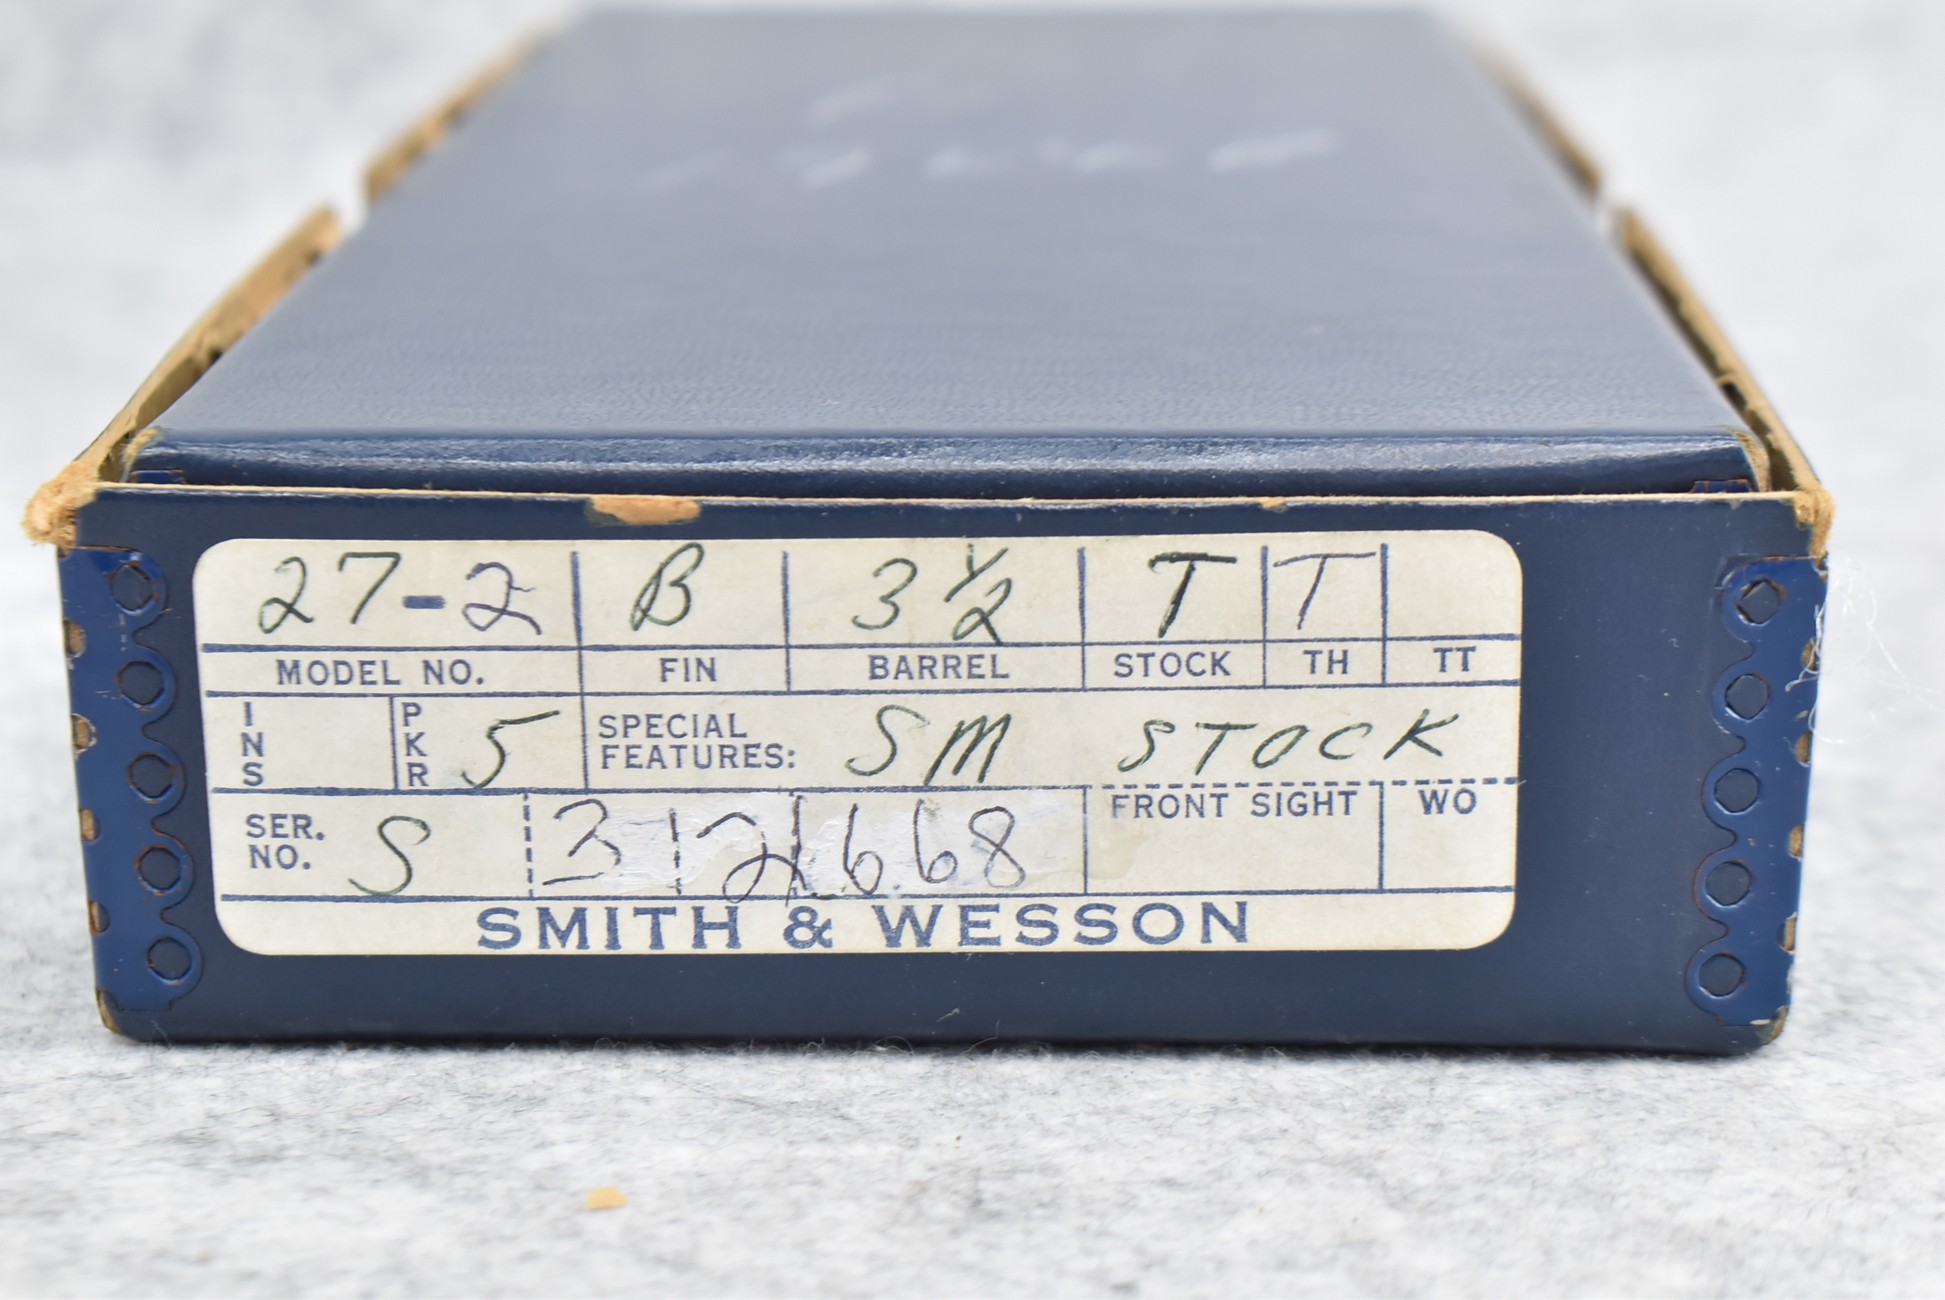 27-2 B 3 1/2 T T
MODEL NO. FIN BARREL STOCK TH TT
INS PKR 5 SPECIAL FEATURES: SM STOCK
SER. NO. S 312668 FRONT SIGHT WO
SMITH & WESSON